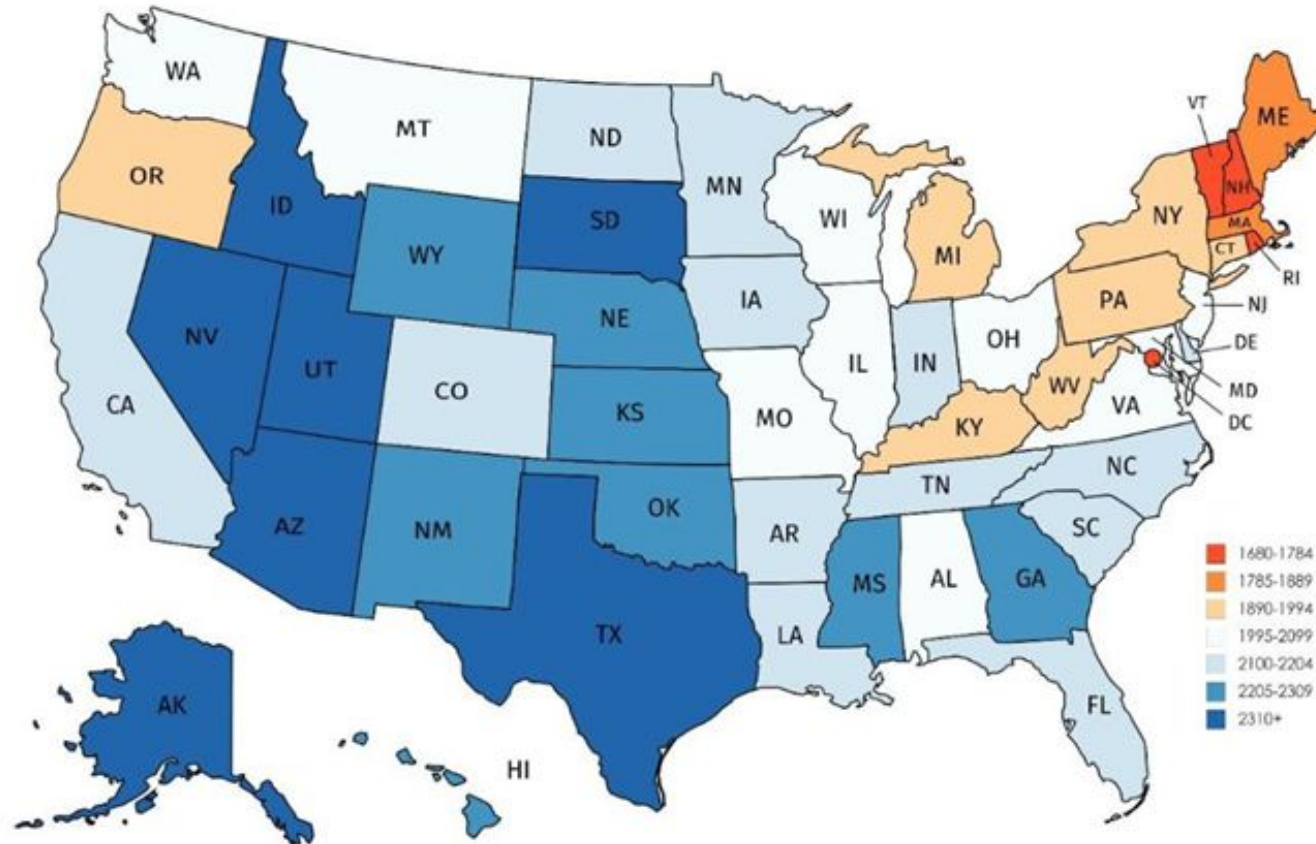 WA
MT
ND
MN
VT
ME
OR
ID
SD
WI
NH
NY
MA
WY
MI
CT
RI
IA
PA
NE
NJ
NV
OH
DE
UT
IL
IN
CO
WV
MD
CA
MO
VA
KS
KY
DC
NC
TN
OK
AZ
NM
AR
SC
MS
AL
GA
TX
LA
FL
AK
HI
1680-1784
1785-1889
1890-1994
1995-2099
2100-2204
2205-2309
2310+